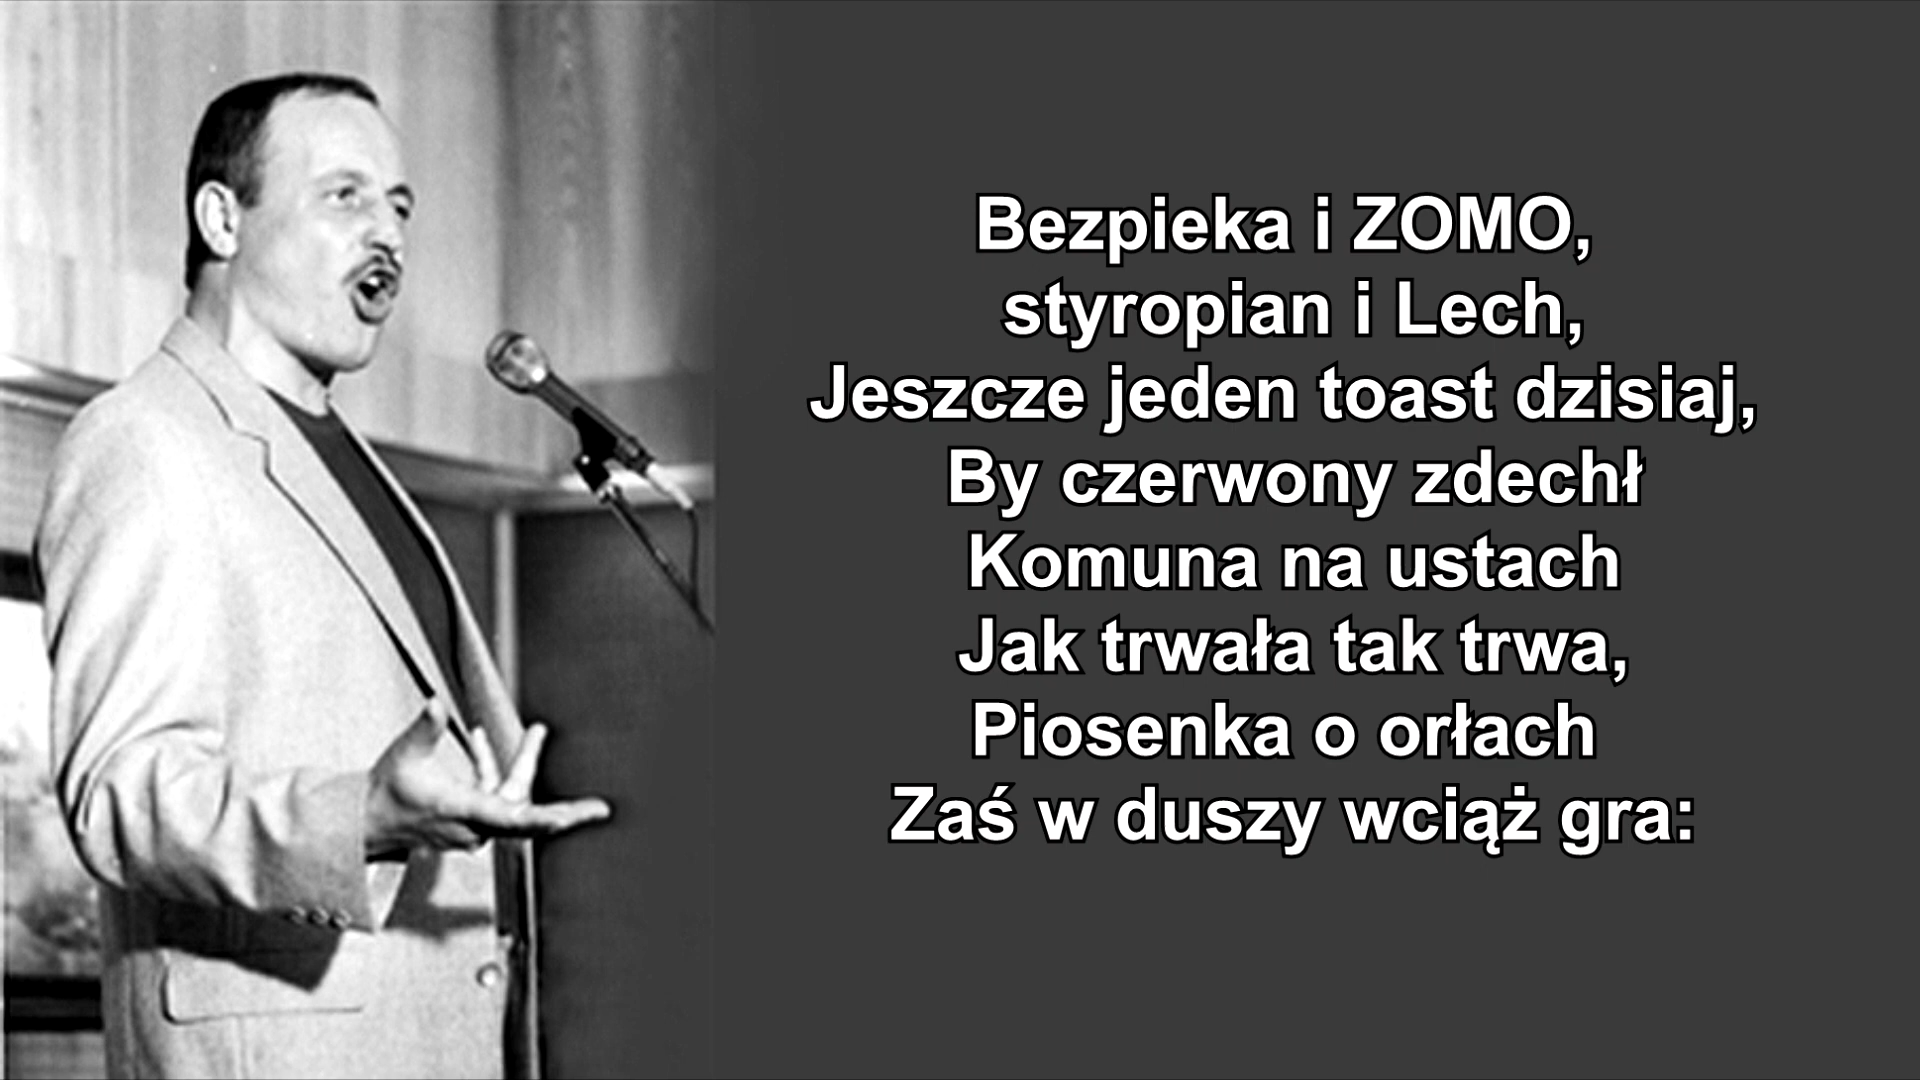 Bezpieka i ZOMO,
styropian i Lech,
Jeszcze jeden toast dzisiaj,
By czerwony zdechł
Komuna na ustach
Jak trwała tak trwa,
Piosenka o orłach
Zaś w duszy wciąż gra: